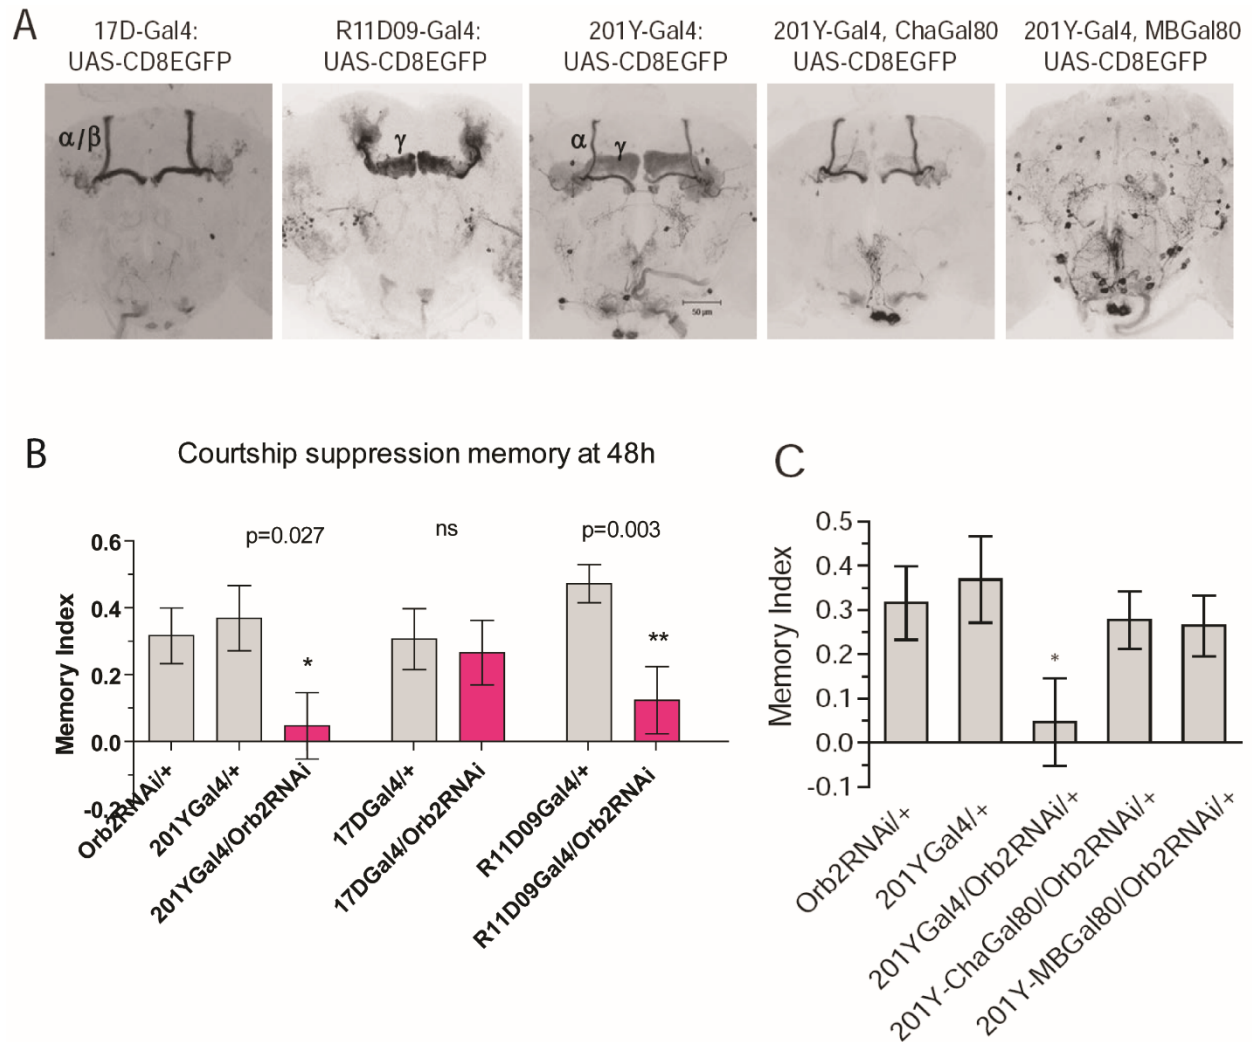 A
17D-Gal4:
UAS-CD8EGFP
R11D09-Gal4:
UAS-CD8EGFP
201Y-Gal4:
UAS-CD8EGFP
201Y-Gal4, ChaGal80
UAS-CD8EGFP
201Y-Gal4, MBGal80
UAS-CD8EGFP
α/β
γ
α
γ
50 µm
B
Courtship suppression memory at 48h
p=0.027
ns
p=0.003
Memory Index
0.6
0.4
0.2
0.0
-0.2
*
**
Orb2RNAi/+
201YGal4/+
201YGal4/Orb2RNAi
17DGal4/+
17DGal4/Orb2RNAi
R11D09Gal4/+
R11D09Gal4/Orb2RNAi
C
Memory Index
0.5
0.4
0.3
0.2
0.1
0.0
-0.1
*
Orb2RNAi/+
201YGal4/+
201YGal4/Orb2RNAi/+
201Y-ChaGal80/Orb2RNAi/+
201Y-MBGal80/Orb2RNAi/+